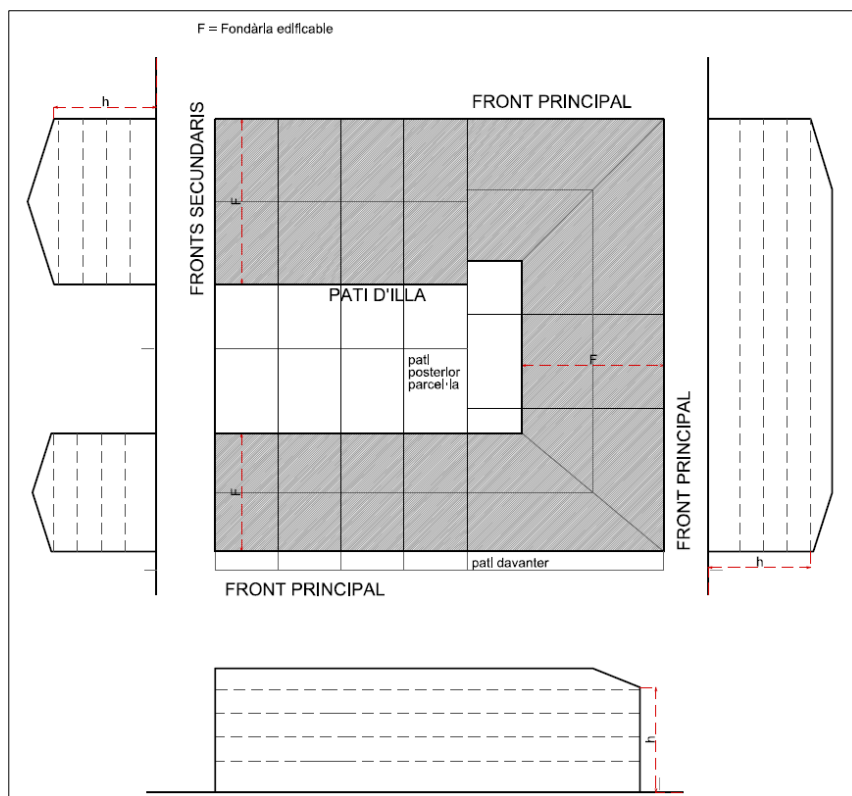 F = Fondària edificable
h
FRONT PRINCIPAL
FRONTS SECUNDARIS
F
PATI D'ILLA
pati
posterior
parcel·la
F
FRONT PRINCIPAL
F
pati davanter
h
FRONT PRINCIPAL
h